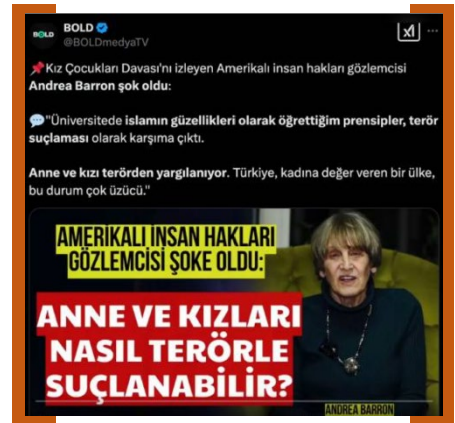 BOLD
BOLD
@BOLDmedyaTV
📌Kız Çocukları Davası'nı izleyen Amerikalı insan hakları gözlemcisi
Andrea Barron şok oldu:
💬"Üniversitede islamın güzellikleri olarak öğrettiğim prensipler, terör
suçlaması olarak karşıma çıktı.
Anne ve kızı terörden yargılanıyor. Türkiye, kadına değer veren bir ülke,
bu durum çok üzücü."
AMERİKALI INSAN HAKLARI
GÖZLEMCİSİ ŞOKE OLDU:
ANNE VE KIZLARI
NASIL TERÖRLE
SUÇLANABİLİR?
ANDREA BARRON